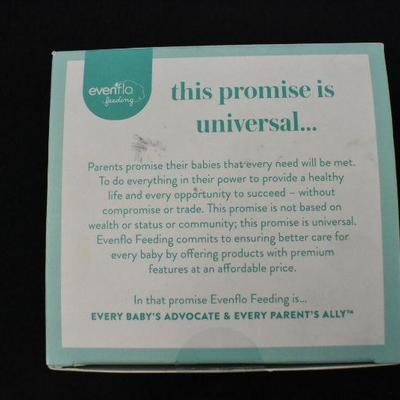 evenflo
feeding
this promise is
universal...
Parents promise their babies that every need will be met.
To do everything in their power to provide a healthy
life and every opportunity to succeed – without
compromise or trade. This promise is not based on
wealth or status or community; this promise is universal.
Evenflo Feeding commits to ensuring better care for
every baby by offering products with premium
features at an affordable price.
In that promise Evenflo Feeding is...
EVERY BABY'S ADVOCATE & EVERY PARENT'S ALLY™